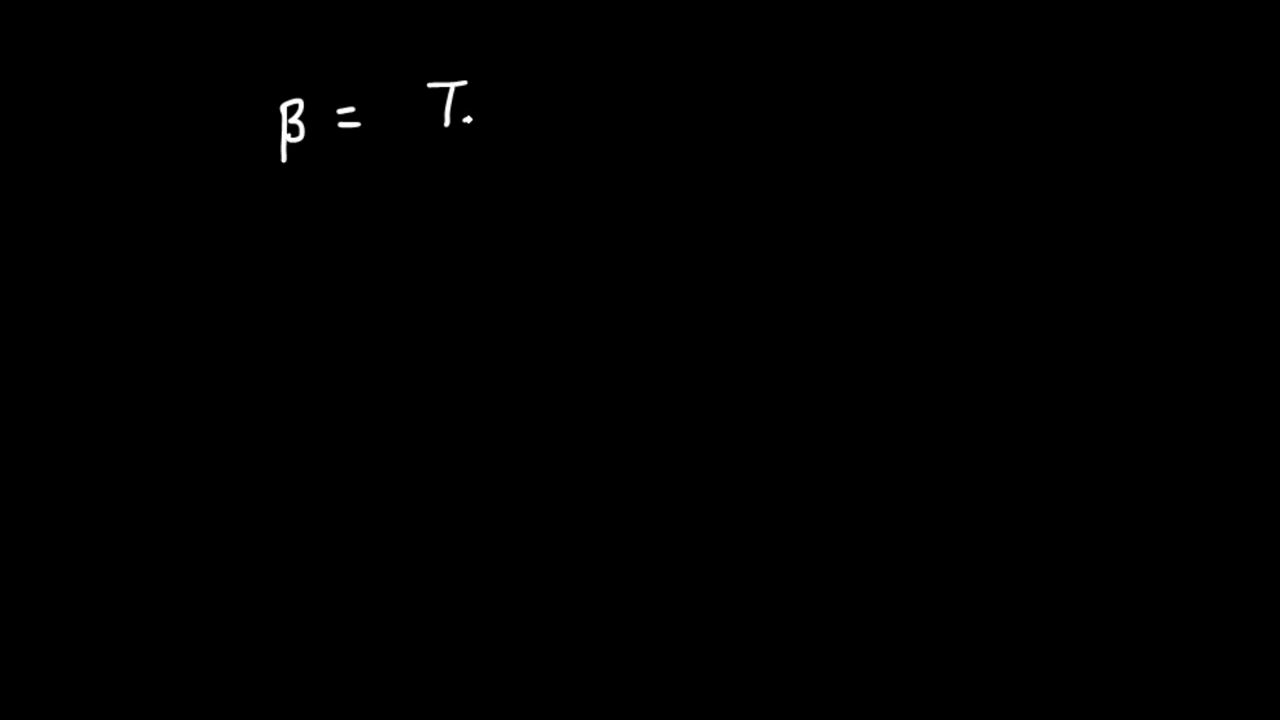 β = T.